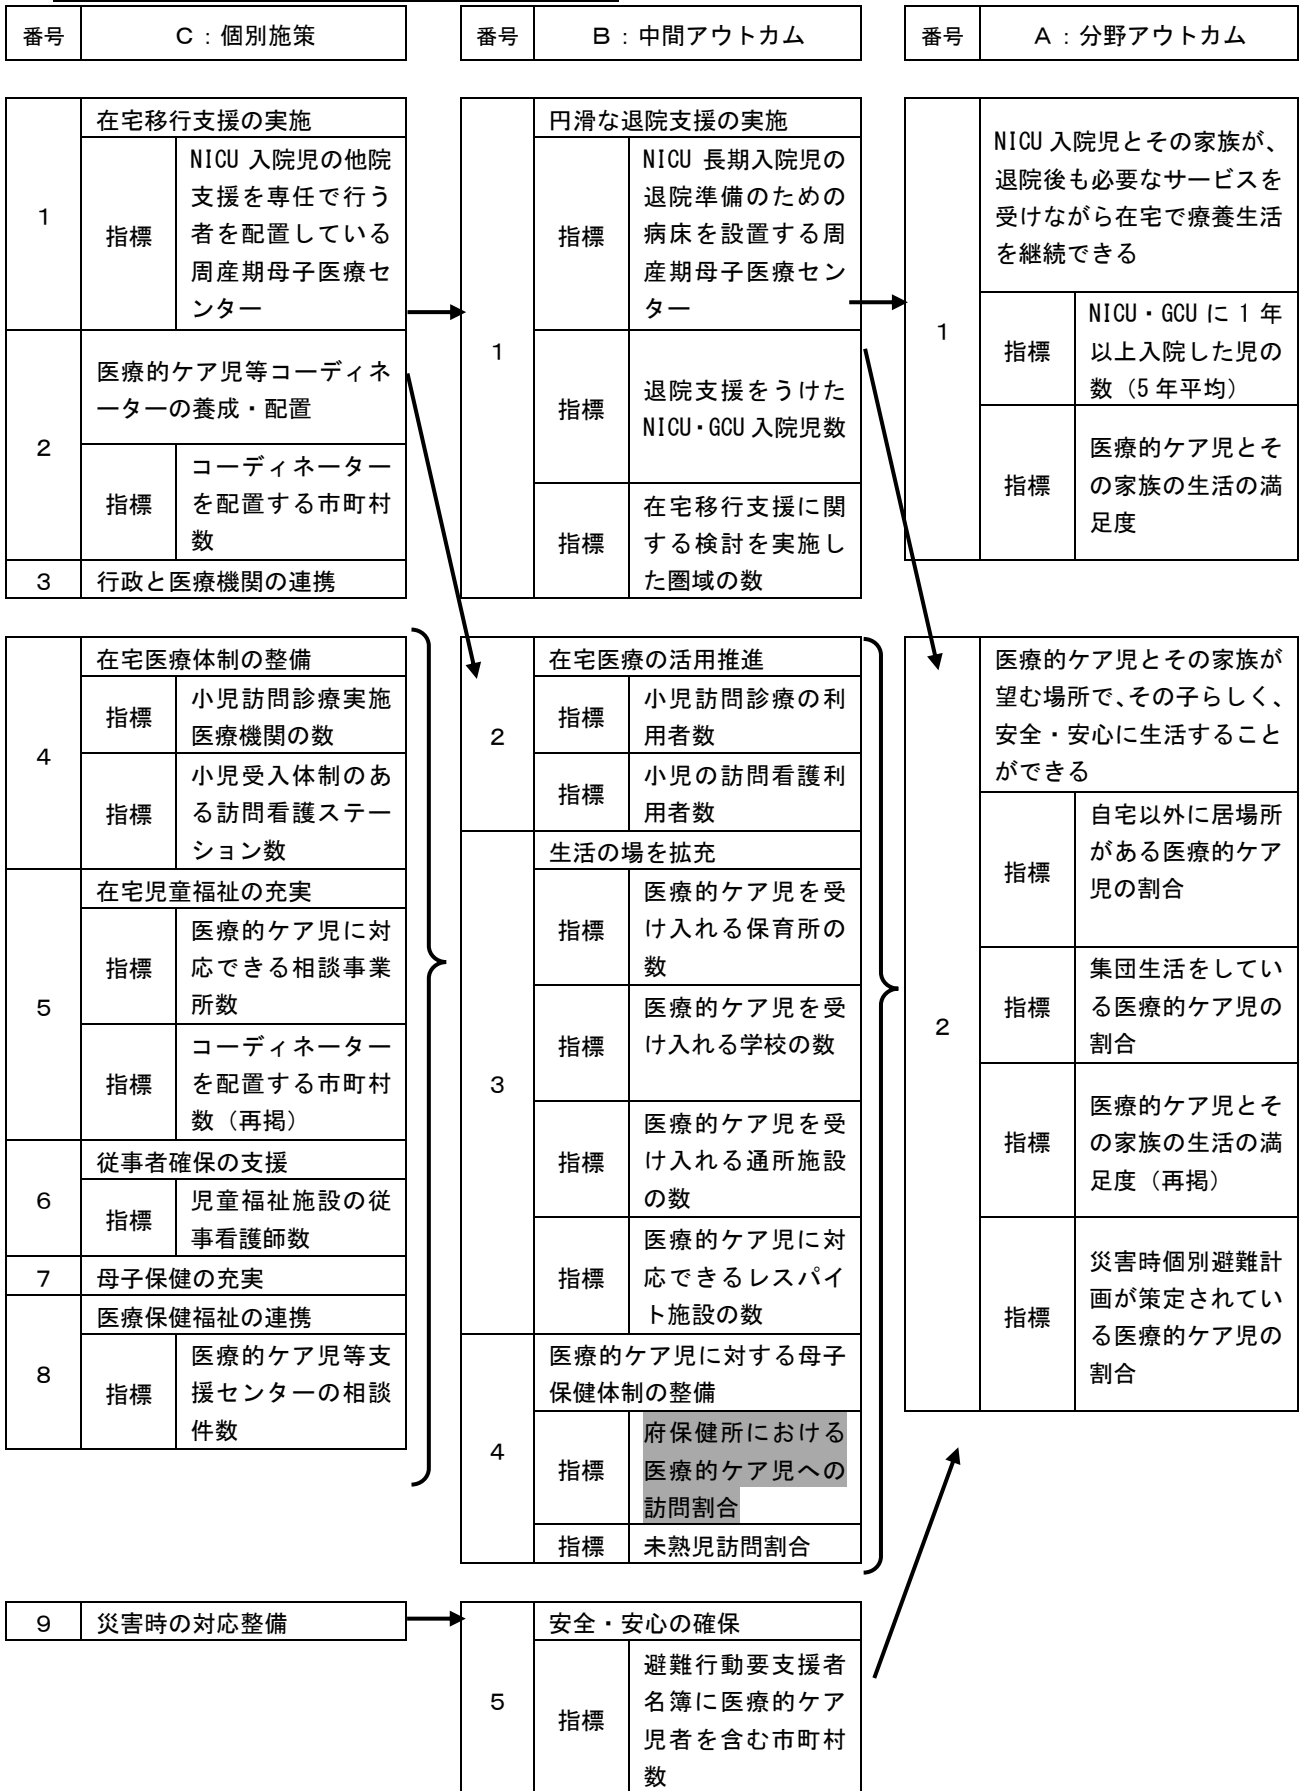 番号 C：個別施策
番号 B：中間アウトカム
番号 A：分野アウトカム
1
在宅移行支援の実施
指標
NICU 入院児の他院
支援を専任で行う
者を配置している
周産期母子医療セ
ンター
2
医療的ケア児等コーディネ
ーターの養成・配置
指標
コーディネーター
を配置する市町村
数
3 行政と医療機関の連携
1
円滑な退院支援の実施
指標
NICU 長期入院児の
退院準備のための
病床を設置する周
産期母子医療セン
ター
指標
退院支援をうけた
NICU・GCU 入院児数
指標
在宅移行支援に関
する検討を実施し
た圏域の数
1
NICU 入院児とその家族が、
退院後も必要なサービスを
受けながら在宅で療養生活
を継続できる
指標
NICU・GCU に 1 年
以上入院した児の
数（5 年平均）
指標
医療的ケア児とそ
の家族の生活の満
足度
4
在宅医療体制の整備
指標
小児訪問診療実施
医療機関の数
指標
小児受入体制のあ
る訪問看護ステー
ション数
5
在宅児童福祉の充実
指標
医療的ケア児に対
応できる相談事業
所数
指標
コーディネーター
を配置する市町村
数（再掲）
6
従事者確保の支援
指標
児童福祉施設の従
事看護師数
7 母子保健の充実
8
医療保健福祉の連携
指標
医療的ケア児等支
援センターの相談
件数
2
在宅医療の活用推進
指標
小児訪問診療の利
用者数
指標
小児の訪問看護利
用者数
3
生活の場を拡充
指標
医療的ケア児を受
け入れる保育所の
数
指標
医療的ケア児を受
け入れる学校の数
指標
医療的ケア児を受
け入れる通所施設
の数
指標
医療的ケア児に対
応できるレスパイ
ト施設の数
4
医療的ケア児に対する母子
保健体制の整備
指標
府保健所における
医療的ケア児への
訪問割合
指標 未熟児訪問割合
2
医療的ケア児とその家族が
望む場所で、その子らしく、
安全・安心に生活すること
ができる
指標
自宅以外に居場所
がある医療的ケア
児の割合
指標
集団生活をしてい
る医療的ケア児の
割合
指標
医療的ケア児とそ
の家族の生活の満
足度（再掲）
指標
災害時個別避難計
画が策定されてい
る医療的ケア児の
割合
9 災害時の対応整備
5
安全・安心の確保
指標
避難行動要支援者
名簿に医療的ケア
児者を含む市町村
数